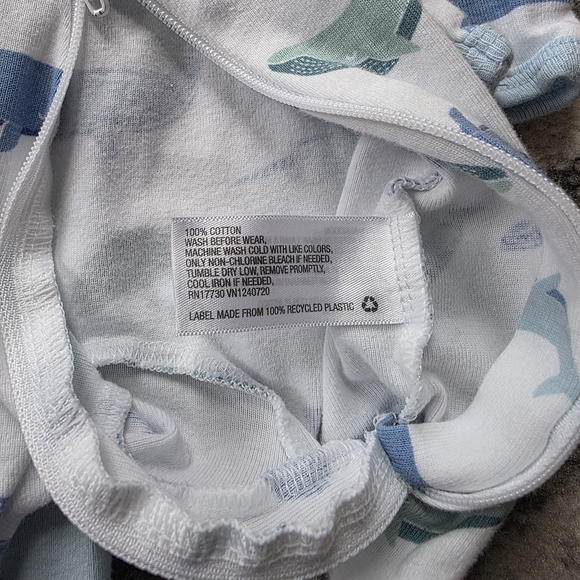 100% COTTON
WASH BEFORE WEAR,
MACHINE WASH COLD WITH LIKE COLORS,
ONLY NON-CHLORINE BLEACH IF NEEDED,
TUMBLE DRY LOW, REMOVE PROMPTLY,
COOL IRON IF NEEDED,
RN17730 VN1240720
LABEL MADE FROM 100% RECYCLED PLASTIC